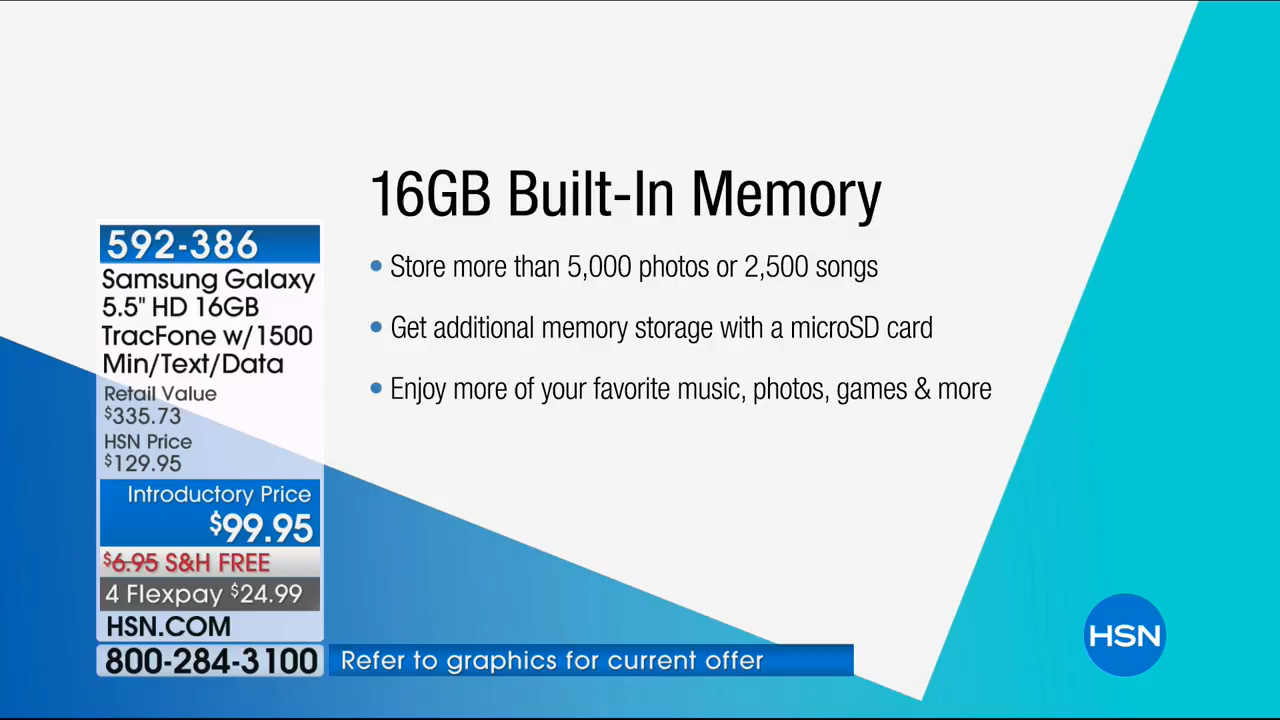 16GB Built-In Memory
• Store more than 5,000 photos or 2,500 songs
• Get additional memory storage with a microSD card
• Enjoy more of your favorite music, photos, games & more
592-386
Samsung Galaxy
5.5" HD 16GB
TracFone w/1500
Min/Text/Data
Retail Value
$335.73
HSN Price
$129.95
Introductory Price
$99.95
$6.95 S&H FREE
4 Flexpay $24.99
HSN.COM
800-284-3100
Refer to graphics for current offer
HSN